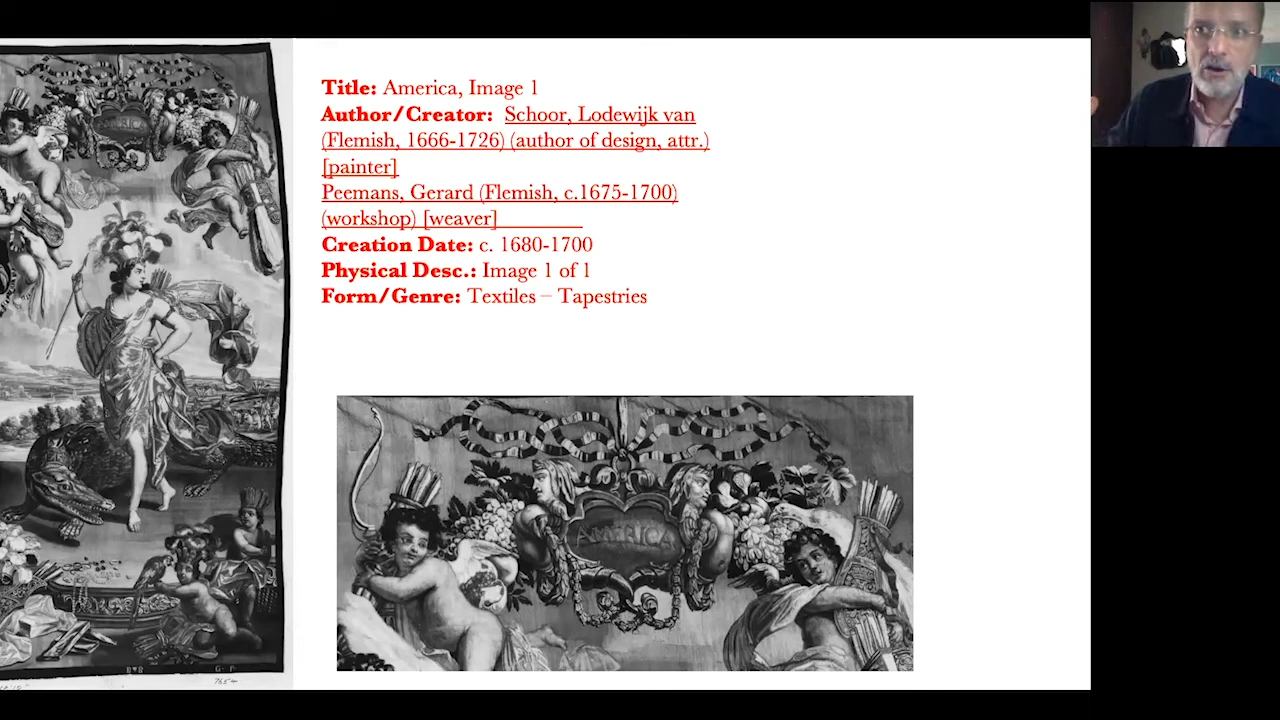 Title: America, Image 1
Author/Creator: Schoor, Lodewijk van
(Flemish, 1666-1726) (author of design, attr.)
[painter]
Peemans, Gerard (Flemish, c.1675-1700)
(workshop) [weaver]
Creation Date: c. 1680-1700
Physical Desc.: Image 1 of 1
Form/Genre: Textiles – Tapestries
AMERICA
AMERICA